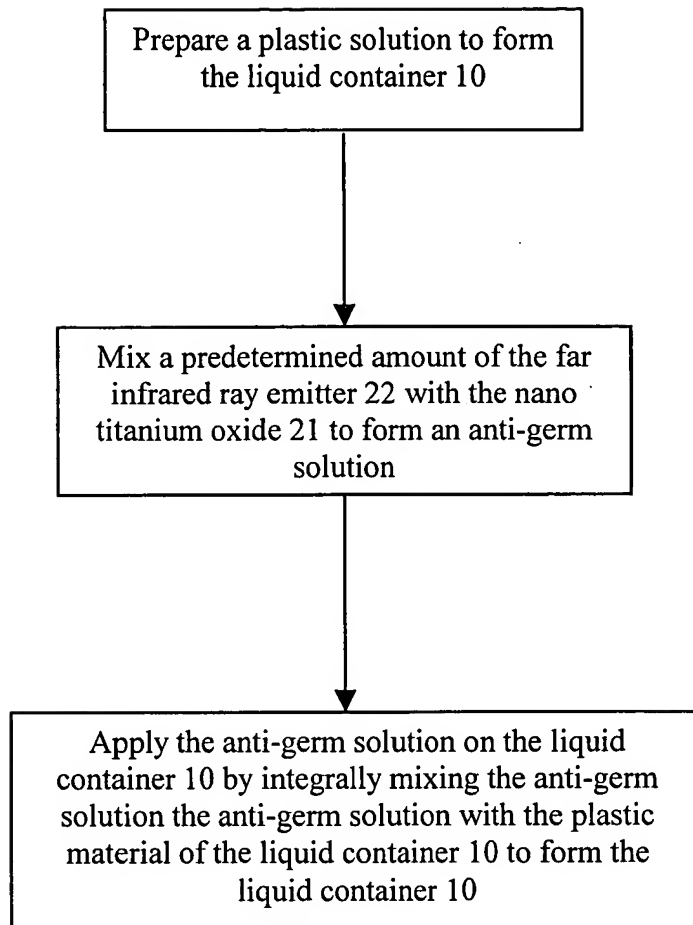 Prepare a plastic solution to form
the liquid container 10
Mix a predetermined amount of the far
infrared ray emitter 22 with the nano
titanium oxide 21 to form an anti-germ
solution
Apply the anti-germ solution on the liquid
container 10 by integrally mixing the anti-germ
solution the anti-germ solution with the plastic
material of the liquid container 10 to form the
liquid container 10